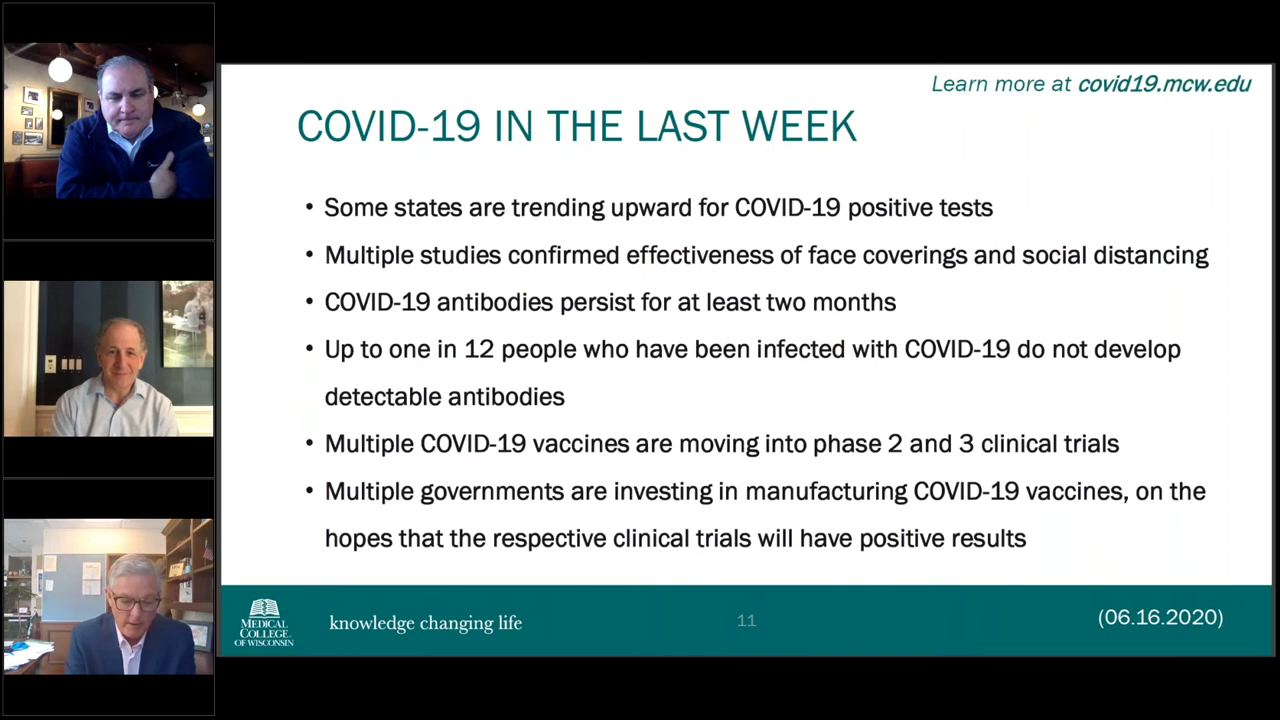 Learn more at covid19.mcw.edu
COVID-19 IN THE LAST WEEK
• Some states are trending upward for COVID-19 positive tests
• Multiple studies confirmed effectiveness of face coverings and social distancing
• COVID-19 antibodies persist for at least two months
• Up to one in 12 people who have been infected with COVID-19 do not develop
detectable antibodies
• Multiple COVID-19 vaccines are moving into phase 2 and 3 clinical trials
• Multiple governments are investing in manufacturing COVID-19 vaccines, on the
hopes that the respective clinical trials will have positive results
MEDICAL
COLLEGE
OF WISCONSIN
knowledge changing life
11
(06.16.2020)